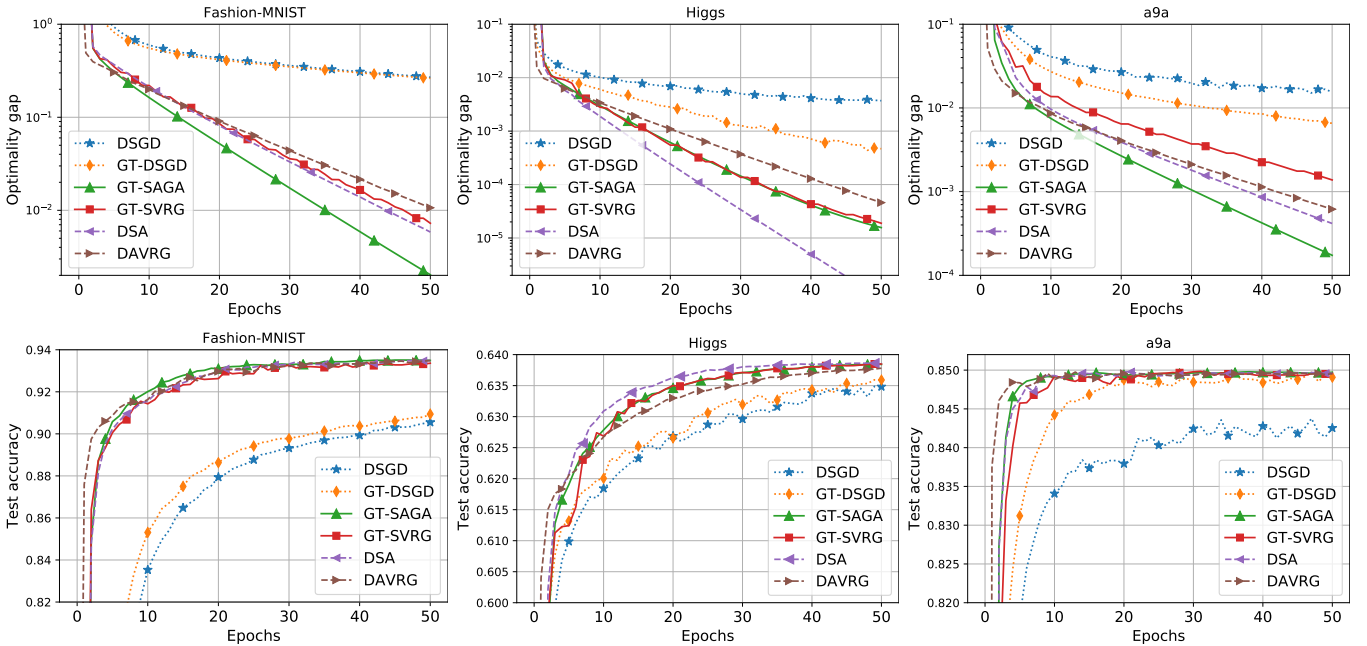 Fashion-MNIST
Optimality gap
10^0
10^-1
10^-2
DSGD
GT-DSGD
GT-SAGA
GT-SVRG
DSA
DAVRG
0 10 20 30 40 50
Epochs
Higgs
Optimality gap
10^-1
10^-2
10^-3
10^-4
10^-5
DSGD
GT-DSGD
GT-SAGA
GT-SVRG
DSA
DAVRG
0 10 20 30 40 50
Epochs
a9a
Optimality gap
10^-1
10^-2
10^-3
10^-4
DSGD
GT-DSGD
GT-SAGA
GT-SVRG
DSA
DAVRG
0 10 20 30 40 50
Epochs
Fashion-MNIST
Test accuracy
0.94
0.92
0.90
0.88
0.86
0.84
0.82
DSGD
GT-DSGD
GT-SAGA
GT-SVRG
DSA
DAVRG
0 10 20 30 40 50
Epochs
Higgs
Test accuracy
0.640
0.635
0.630
0.625
0.620
0.615
0.610
0.605
0.600
DSGD
GT-DSGD
GT-SAGA
GT-SVRG
DSA
DAVRG
0 10 20 30 40 50
Epochs
a9a
Test accuracy
0.850
0.845
0.840
0.835
0.830
0.825
0.820
DSGD
GT-DSGD
GT-SAGA
GT-SVRG
DSA
DAVRG
0 10 20 30 40 50
Epochs